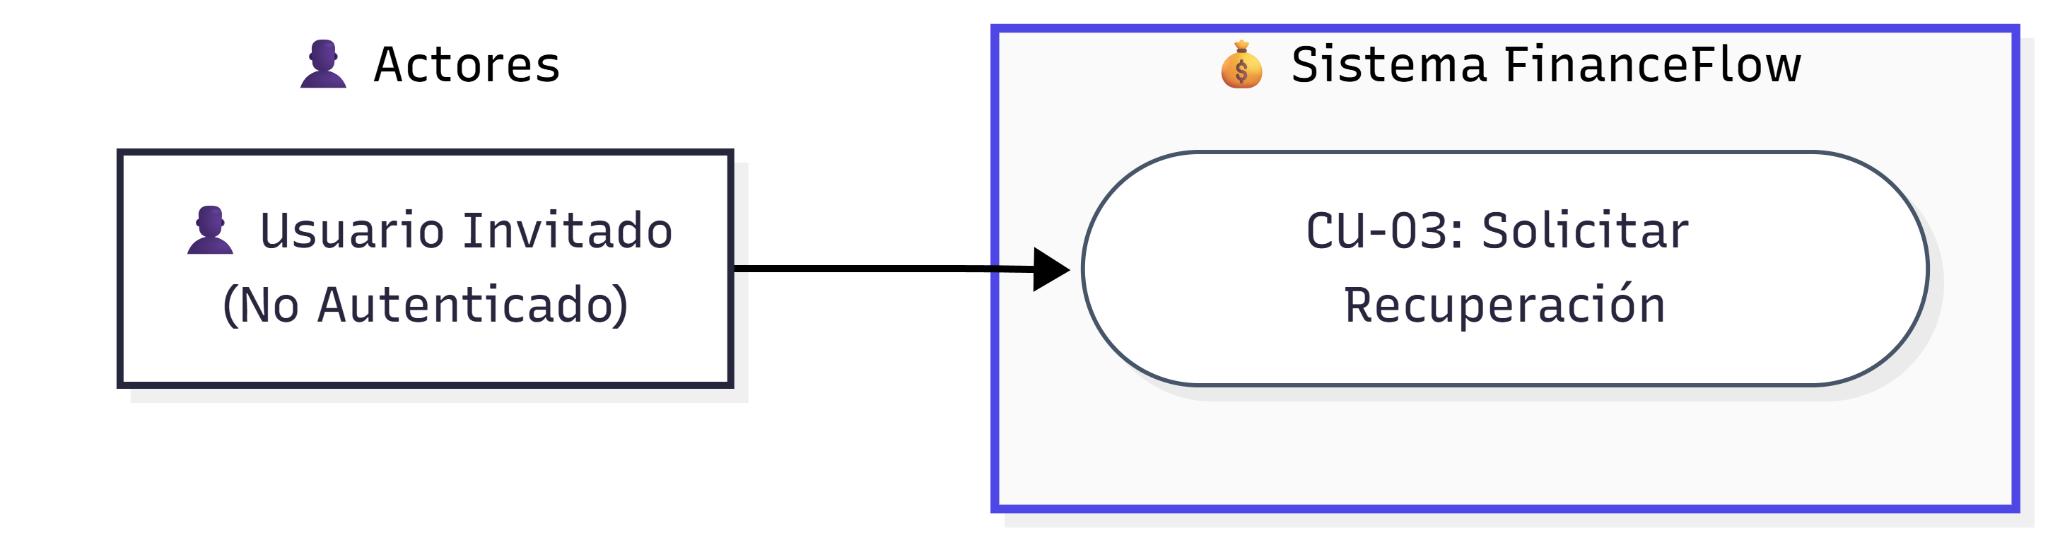 Actores
Sistema FinanceFlow
Usuario Invitado
(No Autenticado)
CU-03: Solicitar
Recuperación